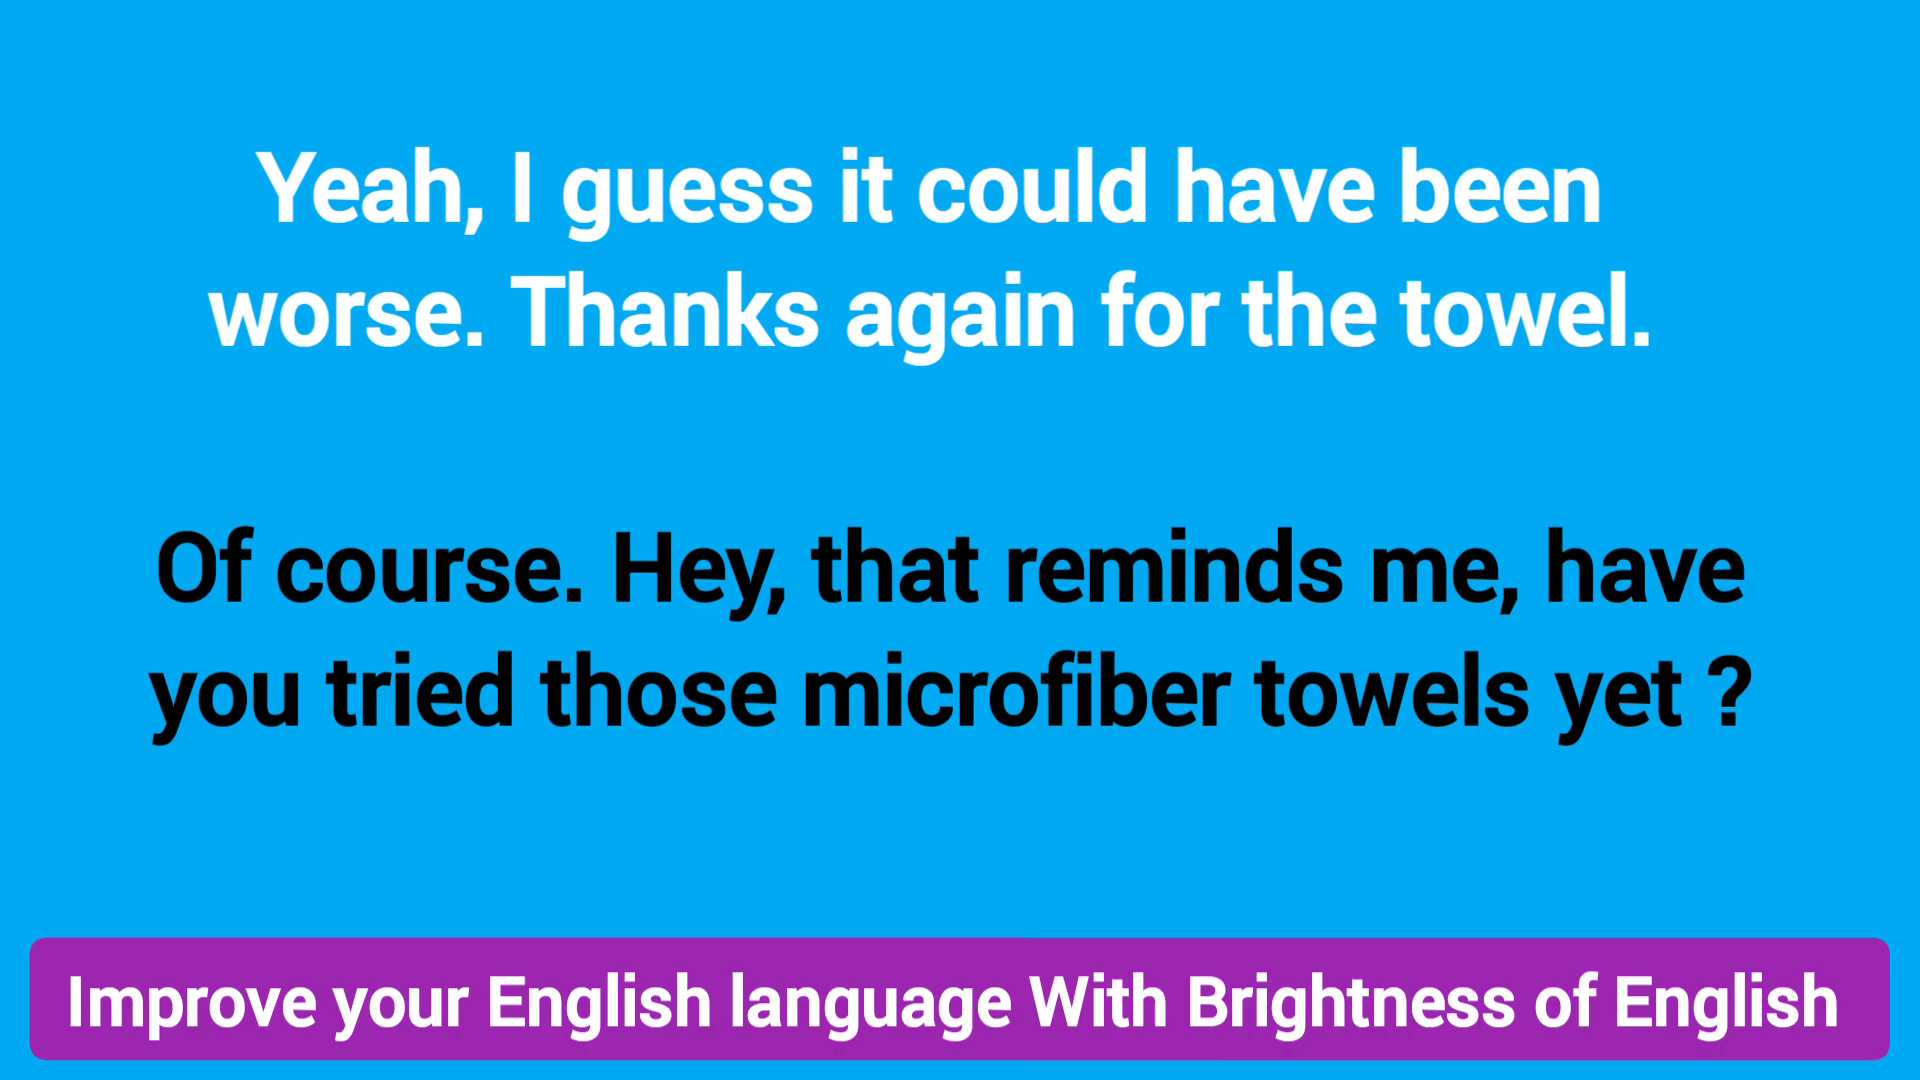 Yeah, I guess it could have been
worse. Thanks again for the towel.
Of course. Hey, that reminds me, have
you tried those microfiber towels yet ?
Improve your English language With Brightness of English